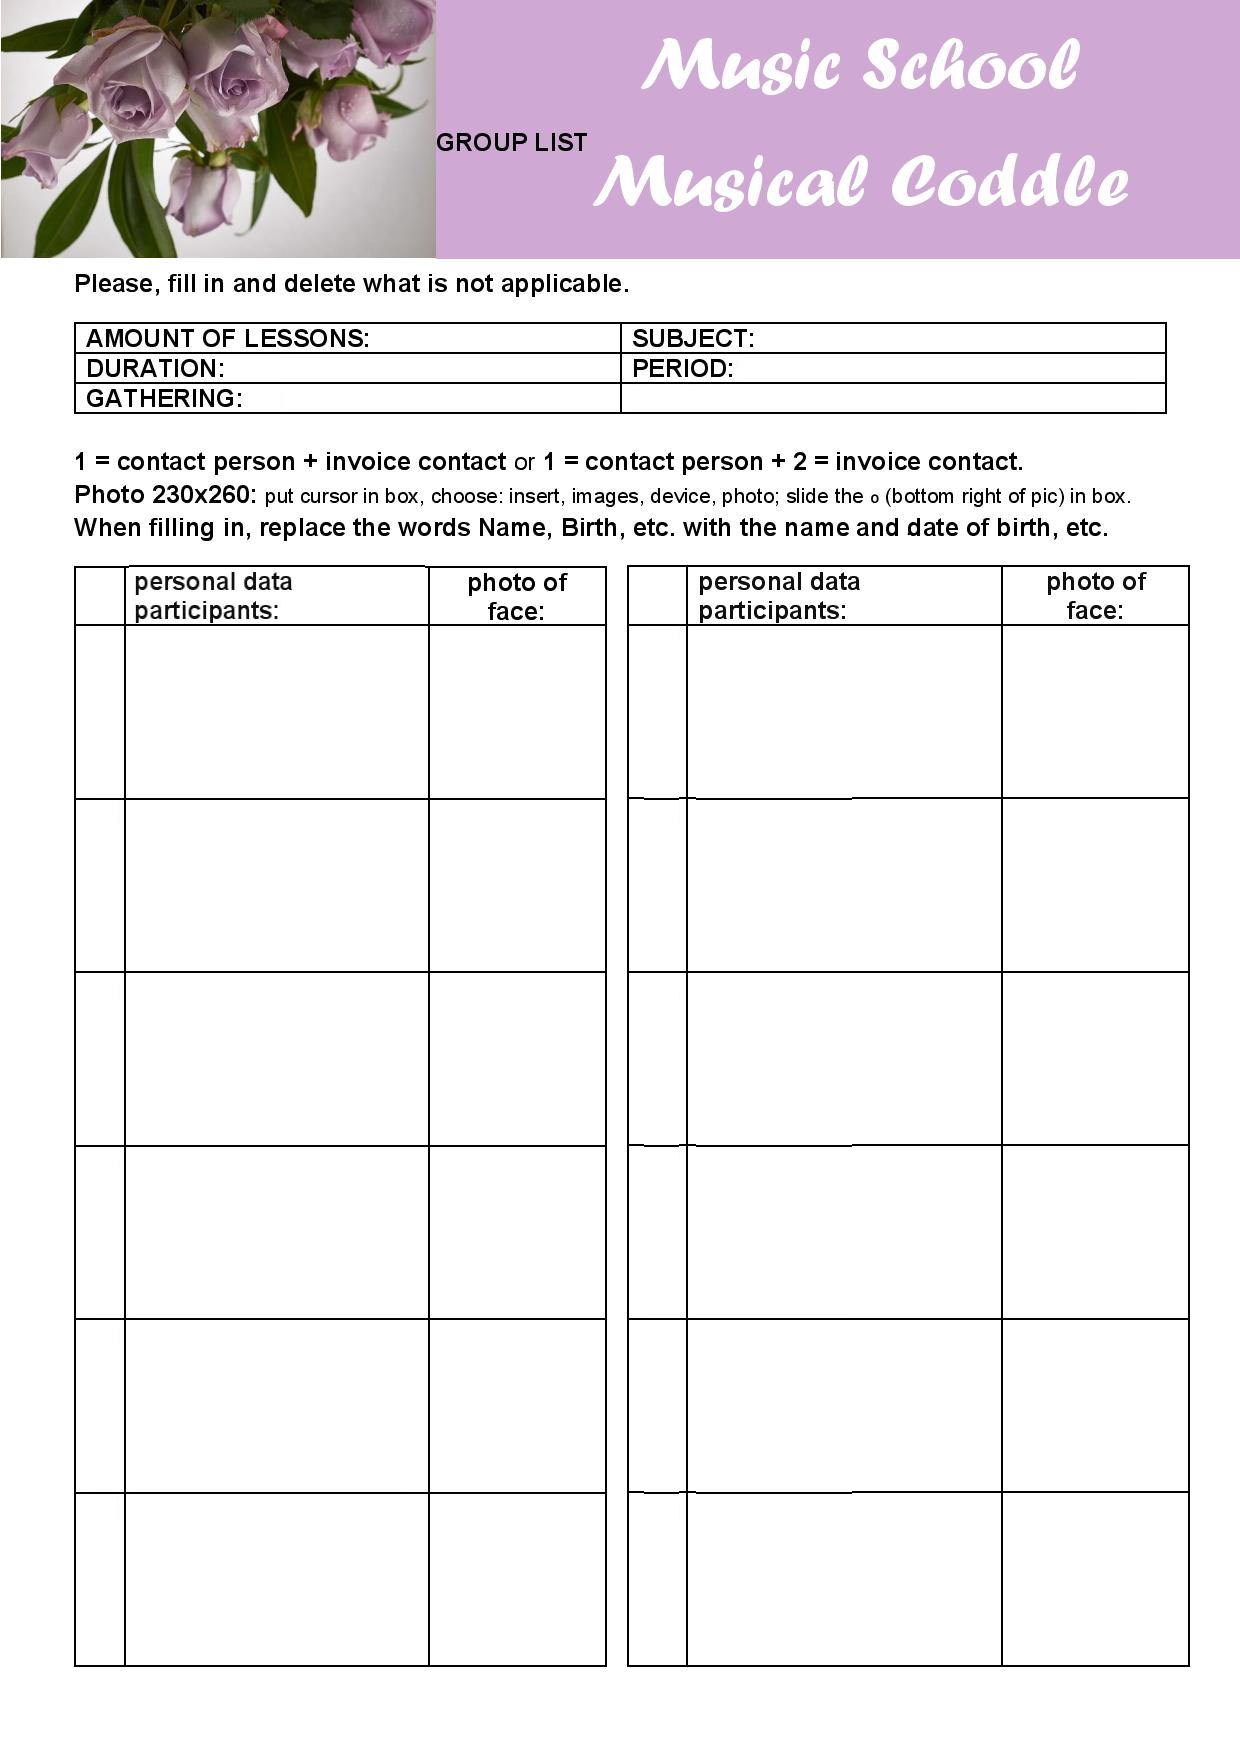 Music School
GROUP LIST
Musical Coddle
Please, fill in and delete what is not applicable.
AMOUNT OF LESSONS: SUBJECT:
DURATION: PERIOD:
GATHERING:
1 = contact person + invoice contact or 1 = contact person + 2 = invoice contact.
Photo 230x260: put cursor in box, choose: insert, images, device, photo; slide the o (bottom right of pic) in box.
When filling in, replace the words Name, Birth, etc. with the name and date of birth, etc.
personal data photo of personal data photo of
participants: face: participants: face: